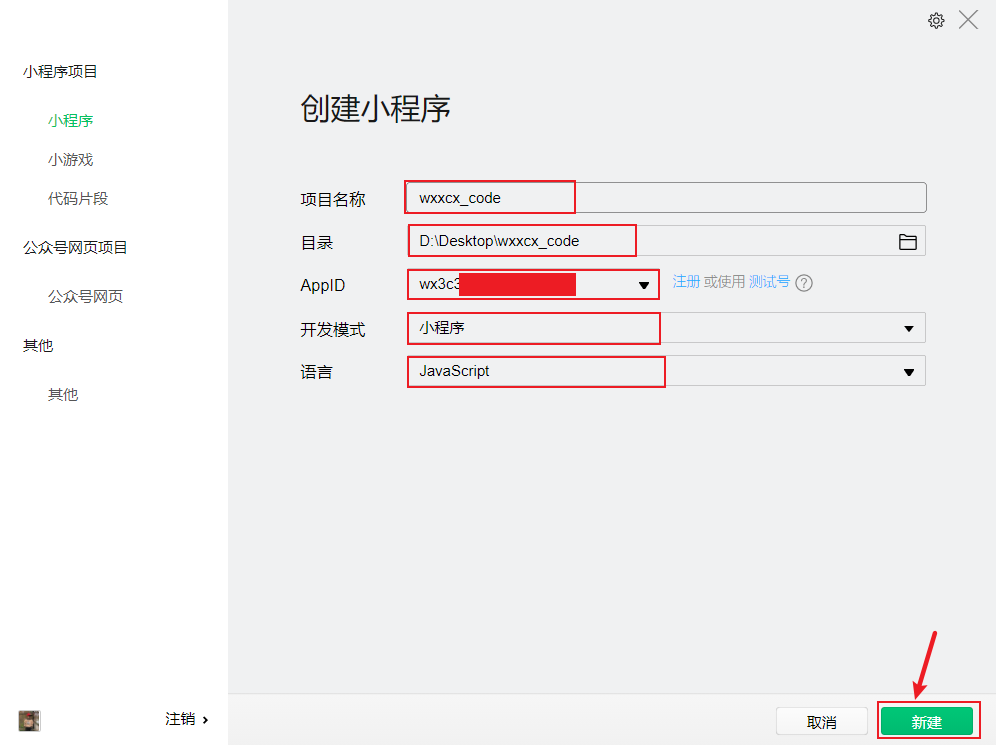 小程序项目
小程序
小游戏
代码片段
公众号网页项目
公众号网页
其他
其他
注销
创建小程序
项目名称 wxxcx_code
目录 D:\Desktop\wxxcx_code
AppID wx3c3 注册 或使用 测试号 ?
开发模式 小程序
语言 JavaScript
取消 新建